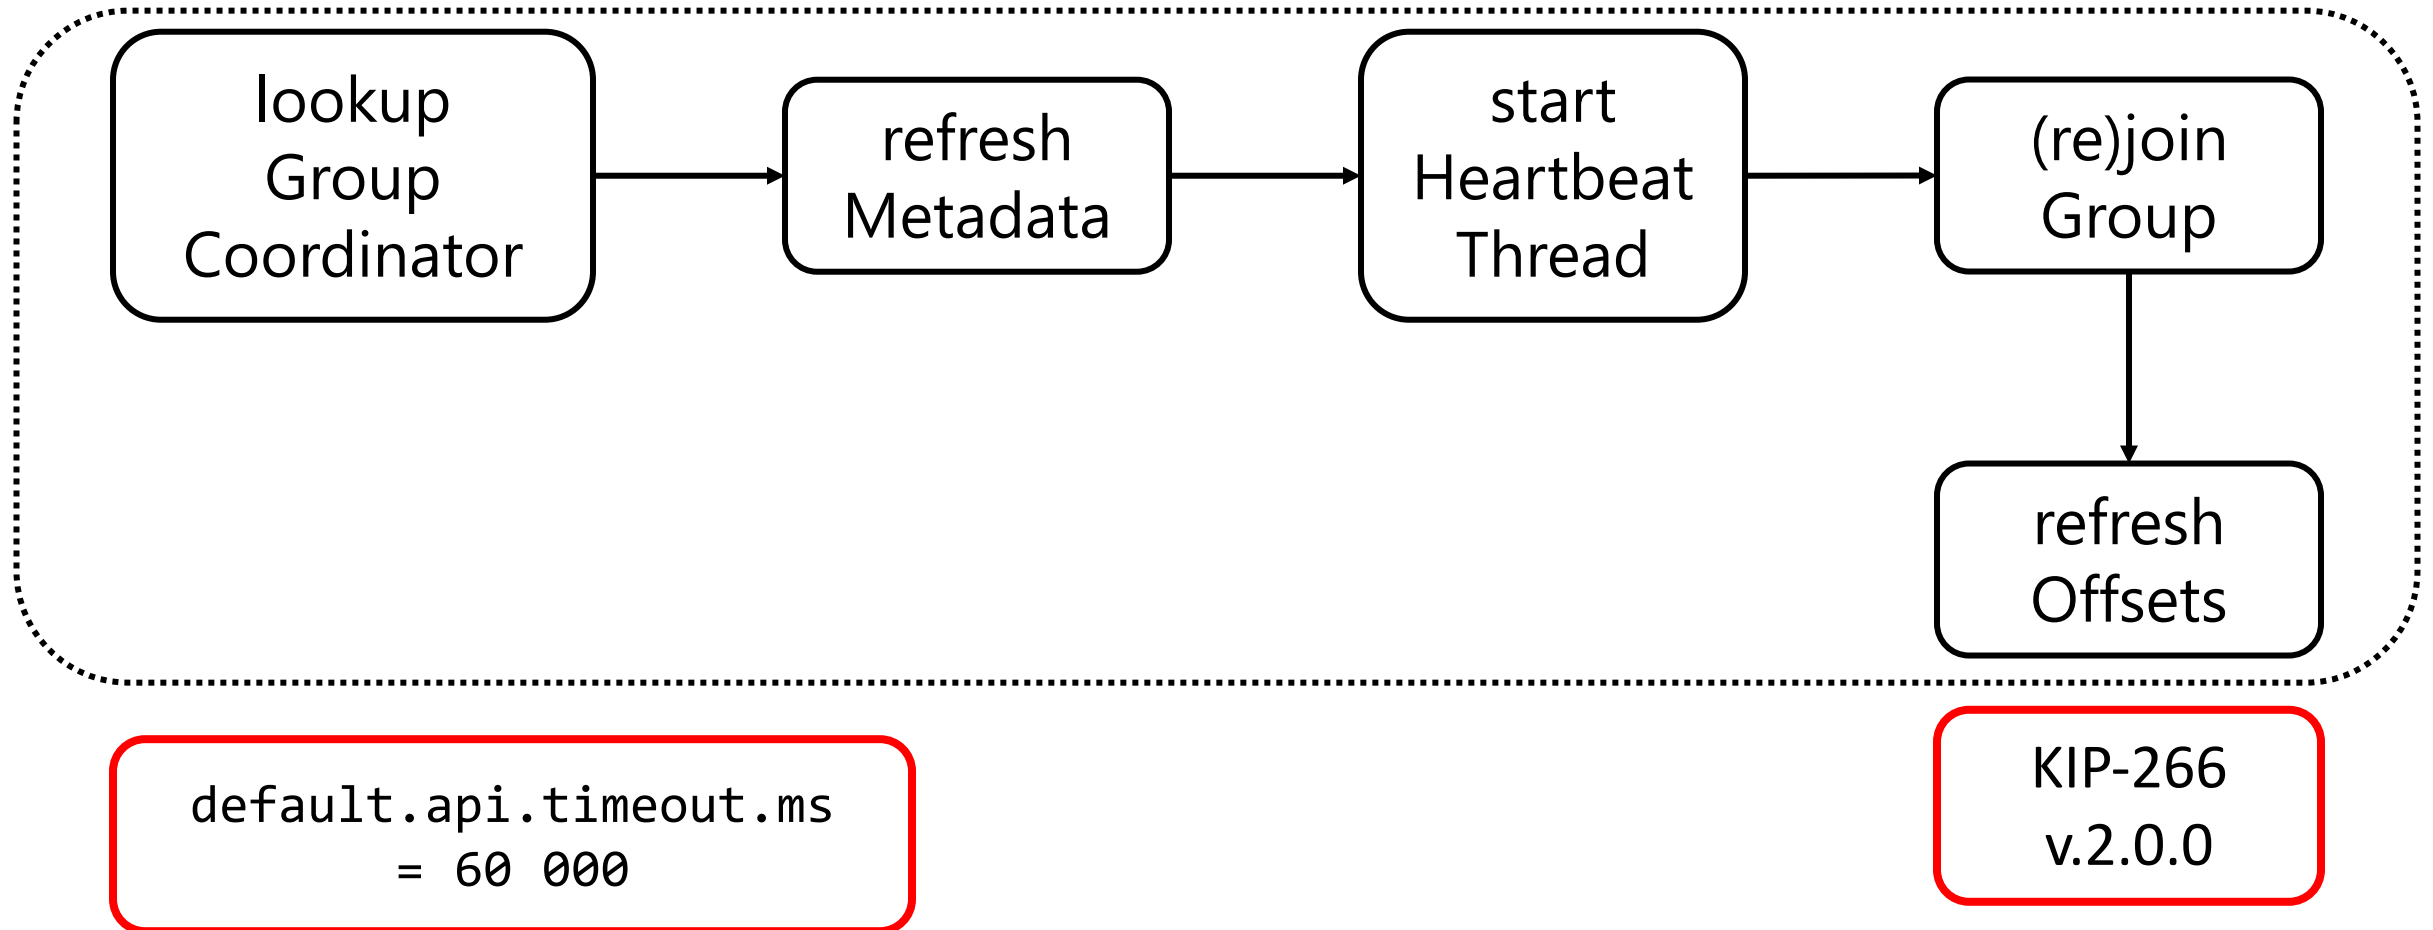 lookup
Group
Coordinator
refresh
Metadata
start
Heartbeat
Thread
(re)join
Group
refresh
Offsets
default.api.timeout.ms
= 60 000
KIP-266
v.2.0.0